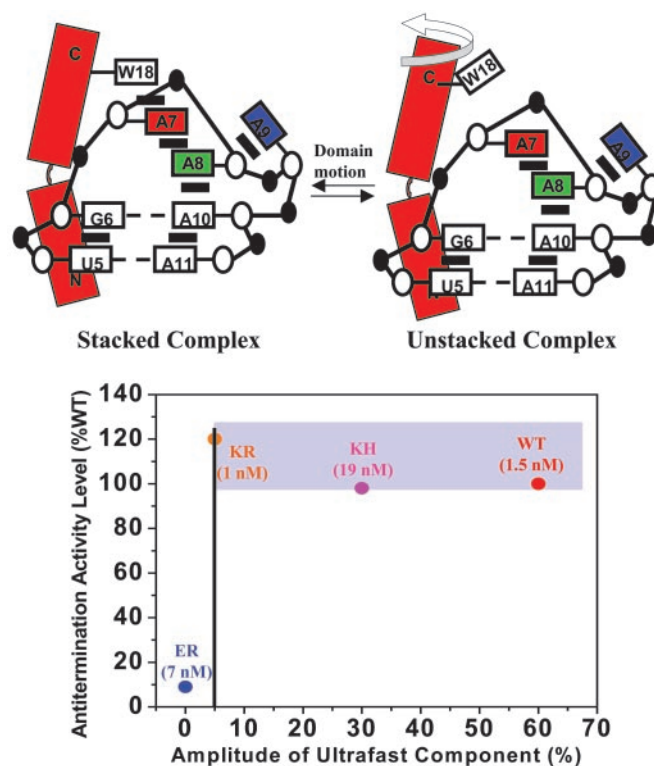 C
W18
A7
A9
A8
G6
A10
U5
A11
N
Stacked Complex
Domain
motion
C
W18
A7
A9
A8
G6
A10
U5
A11
Unstacked Complex
Antitermination Activity Level (%WT)
140
120
100
80
60
40
20
0
KR
(1 nM)
KH
(19 nM)
WT
(1.5 nM)
ER
(7 nM)
0
10
20
30
40
50
60
70
Amplitude of Ultrafast Component (%)